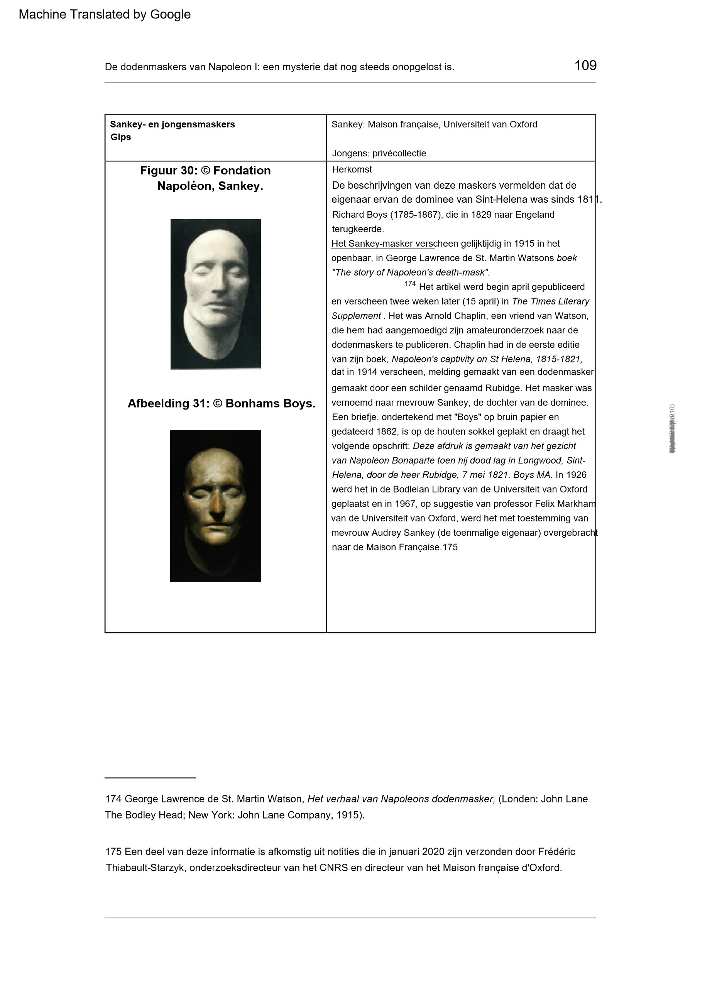 Machine Translated by Google
De dodenmaskers van Napoleon I: een mysterie dat nog steeds onopgelost is.
109
Sankey- en jongensmaskers
Gips
Sankey: Maison française, Universiteit van Oxford
Jongens: privécollectie
Figuur 30: © Fondation
Napoléon, Sankey.
Afbeelding 31: © Bonhams Boys.
Herkomst
De beschrijvingen van deze maskers vermelden dat de
eigenaar ervan de dominee van Sint-Helena was sinds 1811.
Richard Boys (1785-1867), die in 1829 naar Engeland
terugkeerde.
Het Sankey-masker verscheen gelijktijdig in 1915 in het
openbaar, in George Lawrence de St. Martin Watsons boek
"The story of Napoleon's death-mask".
174 Het artikel werd begin april gepubliceerd
en verscheen twee weken later (15 april) in The Times Literary
Supplement . Het was Arnold Chaplin, een vriend van Watson,
die hem had aangemoedigd zijn amateuronderzoek naar de
dodenmaskers te publiceren. Chaplin had in de eerste editie
van zijn boek, Napoleon's captivity on St Helena, 1815-1821,
dat in 1914 verscheen, melding gemaakt van een dodenmasker
gemaakt door een schilder genaamd Rubidge. Het masker was
vernoemd naar mevrouw Sankey, de dochter van de dominee.
Een briefje, ondertekend met "Boys" op bruin papier en
gedateerd 1862, is op de houten sokkel geplakt en draagt het
volgende opschrift: Deze afdruk is gemaakt van het gezicht
van Napoleon Bonaparte toen hij dood lag in Longwood, Sint-
Helena, door de heer Rubidge, 7 mei 1821. Boys MA. In 1926
werd het in de Bodleian Library van de Universiteit van Oxford
geplaatst en in 1967, op suggestie van professor Felix Markham
van de Universiteit van Oxford, werd het met toestemming van
mevrouw Audrey Sankey (de toenmalige eigenaar) overgebracht
naar de Maison Française.175
174 George Lawrence de St. Martin Watson, Het verhaal van Napoleons dodenmasker, (Londen: John Lane
The Bodley Head; New York: John Lane Company, 1915).
175 Een deel van deze informatie is afkomstig uit notities die in januari 2020 zijn verzonden door Frédéric
Thiabault-Starzyk, onderzoeksdirecteur van het CNRS en directeur van het Maison française d'Oxford.